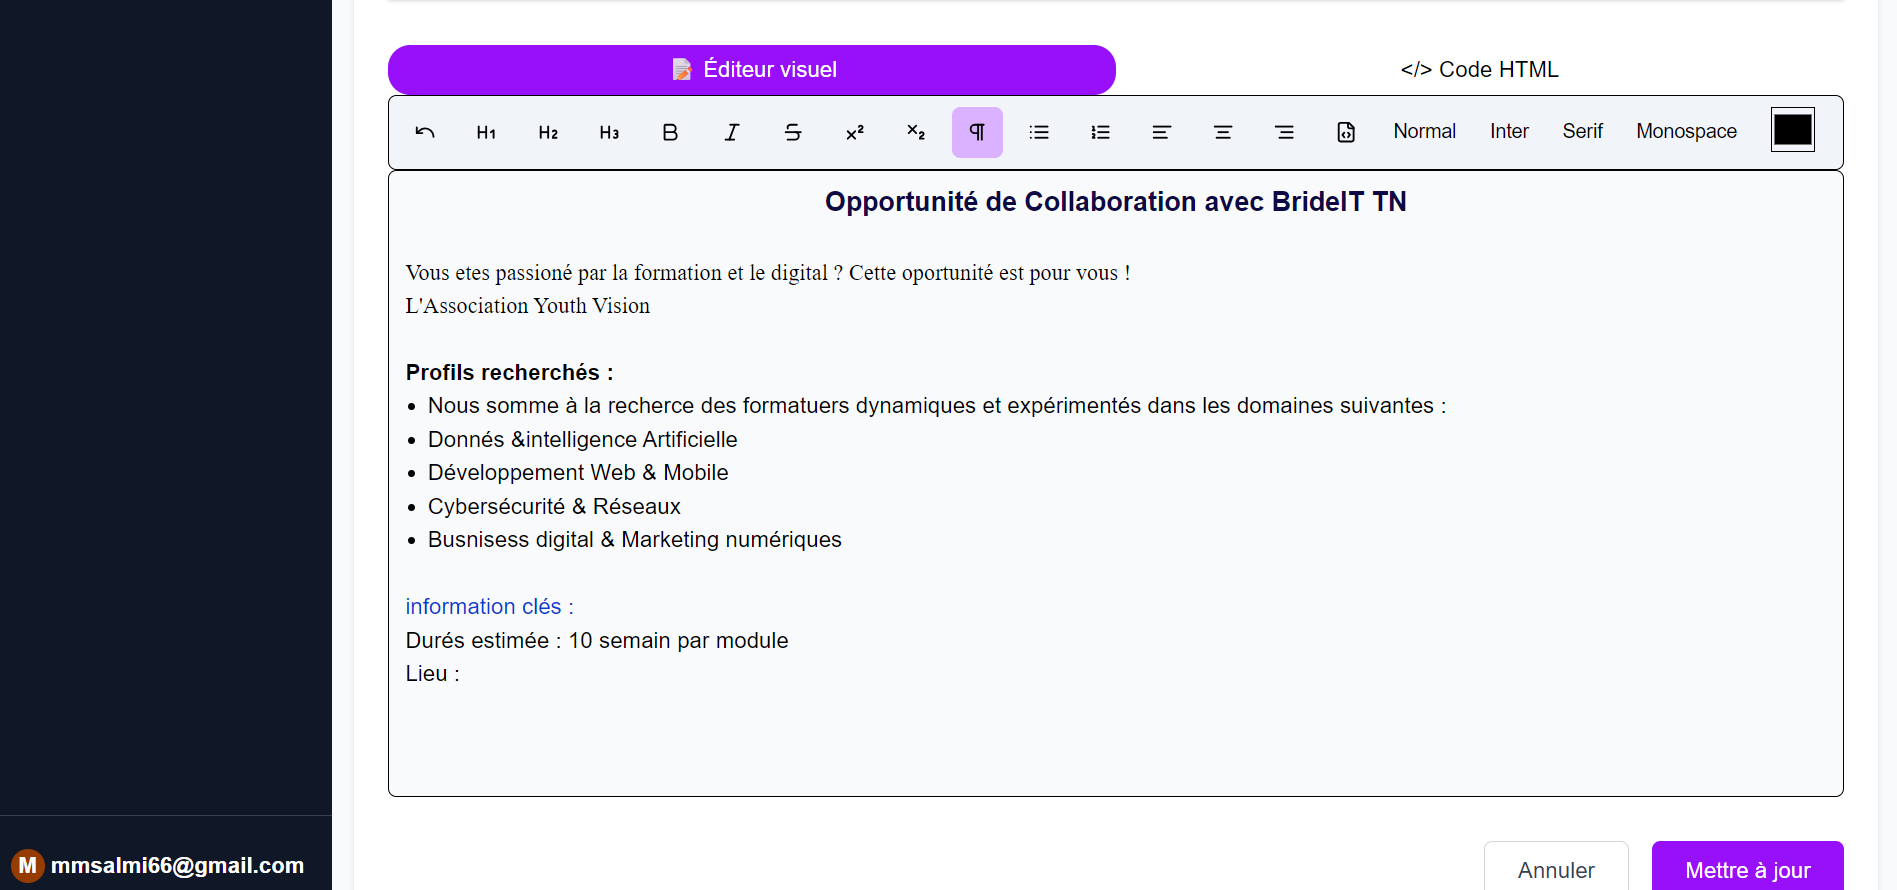 📝 Éditeur visuel
</> Code HTML
H1 H2 H3 B I S x² x₂ ¶ Normal Inter Serif Monospace
Opportunité de Collaboration avec BrideIT TN
Vous etes passioné par la formation et le digital ? Cette oportunité est pour vous !
L'Association Youth Vision
Profils recherchés :
• Nous somme à la recherce des formatuers dynamiques et expérimentés dans les domaines suivantes :
• Donnés &intelligence Artificielle
• Développement Web & Mobile
• Cybersécurité & Réseaux
• Busnisess digital & Marketing numériques
information clés :
Durés estimée : 10 semain par module
Lieu :
M mmsalmi66@gmail.com
Annuler
Mettre à jour